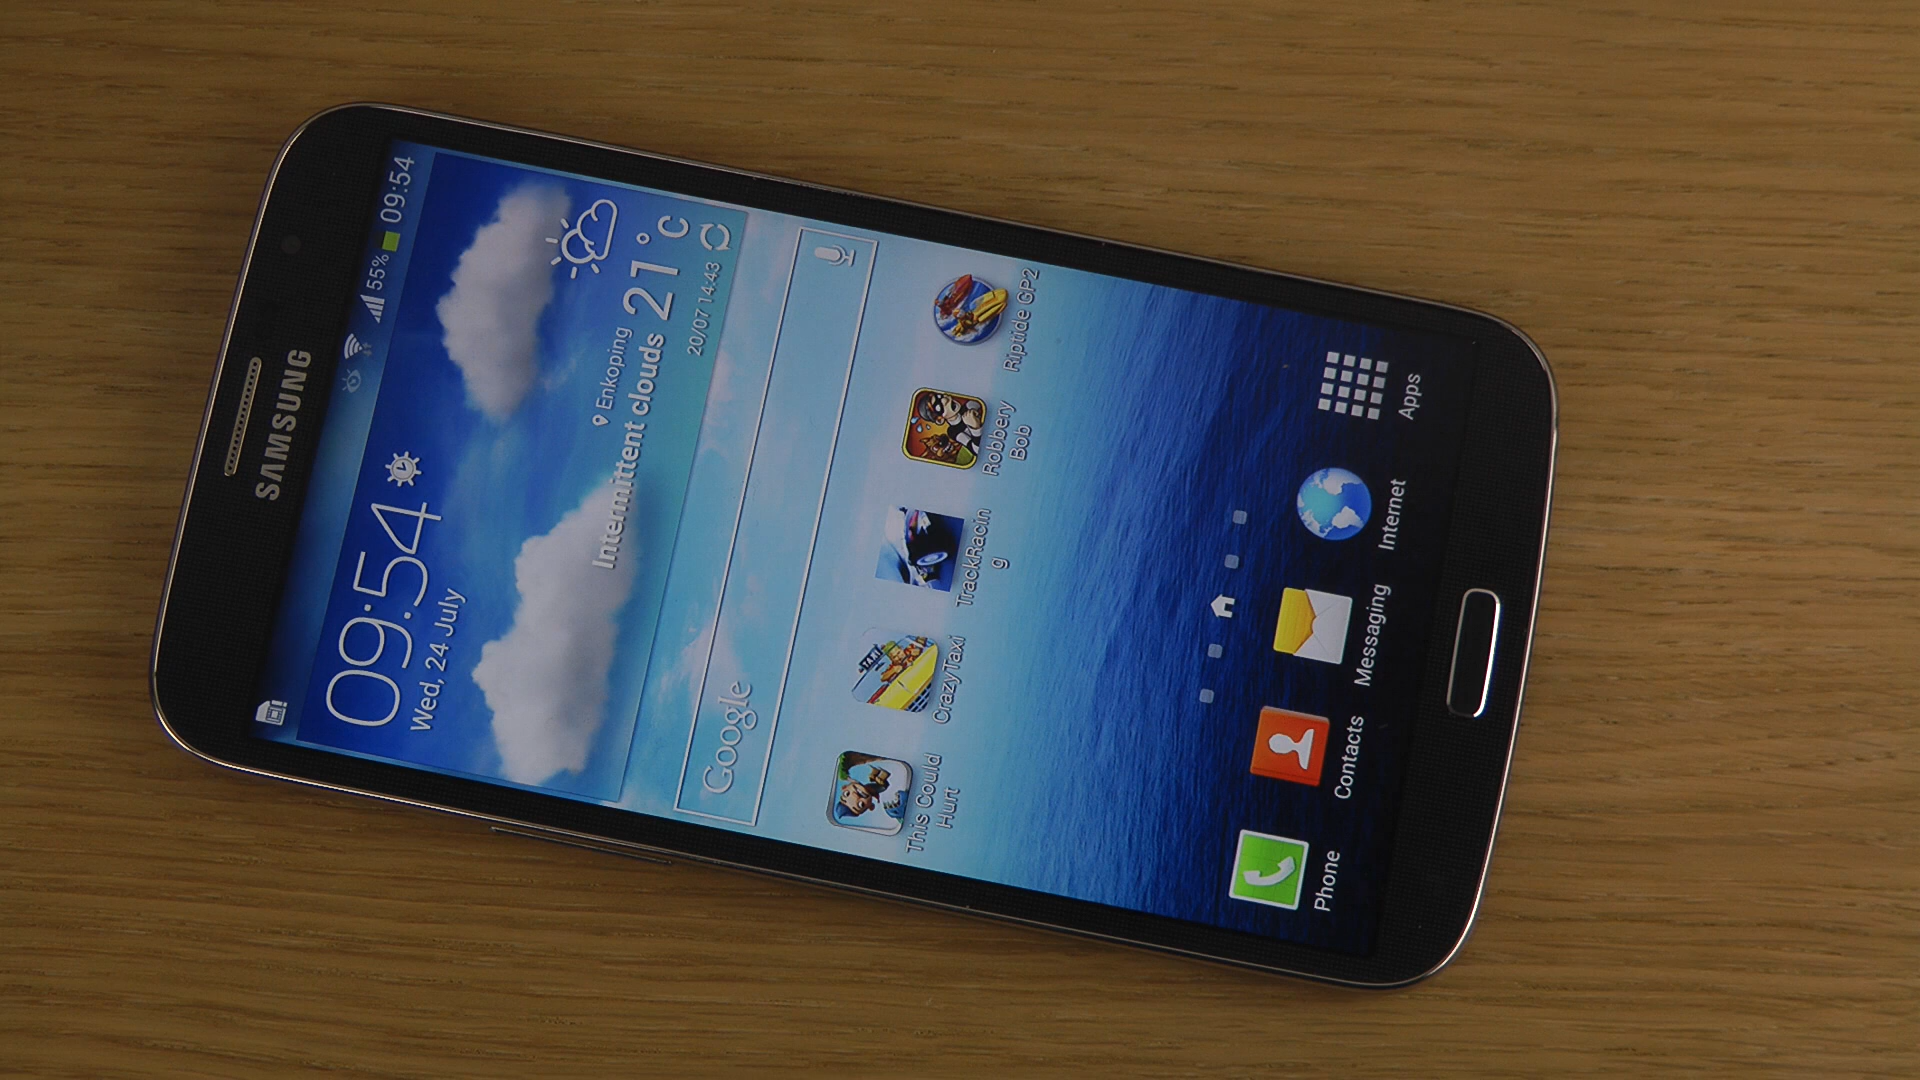 SAMSUNG
55% 09:54
09:54
Wed, 24 July
Enkoping
Intermittent clouds
21°C
20/07 14:43
Google
This Could
Hurt
CrazyTaxi
TrackRacin
g
Robbery
Bob
Riptide GP2
Phone
Contacts
Messaging
Internet
Apps